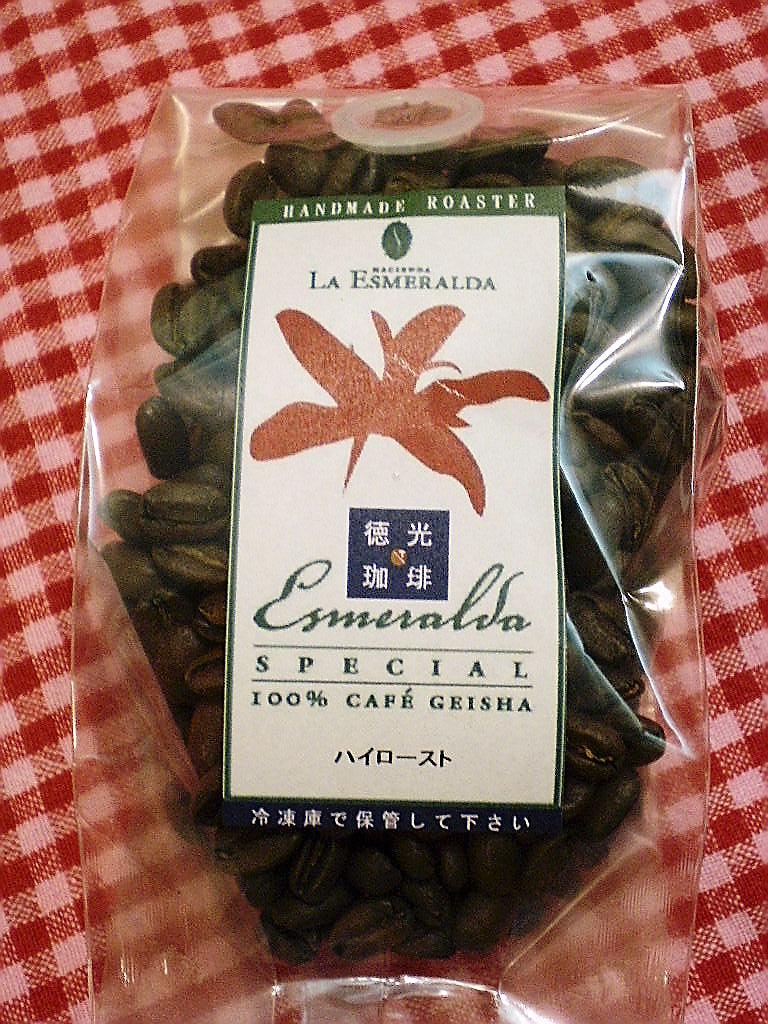 HANDMADE ROASTER
HACIENDA
LA ESMERALDA
徳光
珈琲
Esmeralda
SPECIAL
100% CAFÉ GEISHA
ハイロースト
冷凍庫で保管して下さい